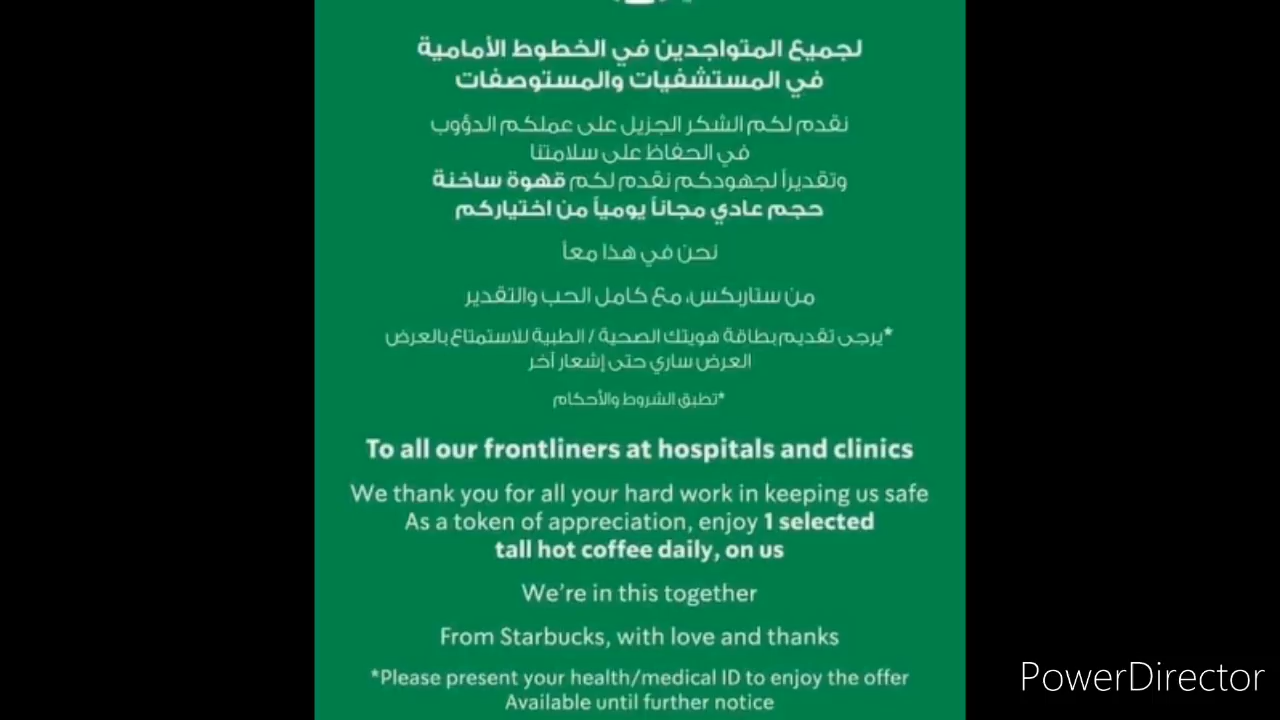 لجميع المتواجدين في الخطوط الأمامية
في المستشفيات والمستوصفات
نقدم لكم الشكر الجزيل على عملكم الدؤوب
في الحفاظ على سلامتنا
وتقديراً لجهودكم نقدم لكم قهوة ساخنة
حجم عادي مجاناً يومياً من اختياركم
نحن في هذا معاً
من ستاربكس، مع كامل الحب والتقدير
*يرجى تقديم بطاقة هويتك الصحية / الطبية للاستمتاع بالعرض
العرض ساري حتى إشعار آخر
*تطبق الشروط والأحكام
To all our frontliners at hospitals and clinics
We thank you for all your hard work in keeping us safe
As a token of appreciation, enjoy 1 selected
tall hot coffee daily, on us
We're in this together
From Starbucks, with love and thanks
*Please present your health/medical ID to enjoy the offer
Available until further notice
PowerDirector